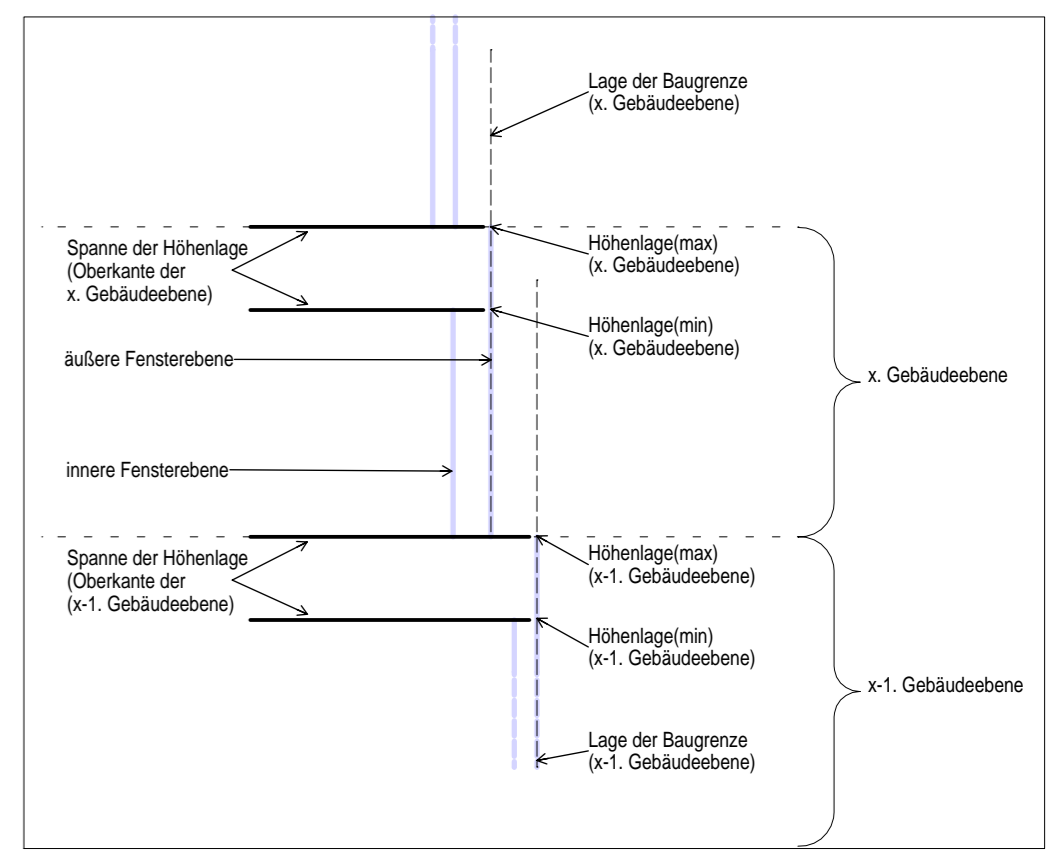 Lage der Baugrenze
(x. Gebäudeebene)
Spanne der Höhenlage
(Oberkante der
x. Gebäudeebene)
Höhenlage(max)
(x. Gebäudeebene)
Höhenlage(min)
(x. Gebäudeebene)
äußere Fensterebene
x. Gebäudeebene
innere Fensterebene
Spanne der Höhenlage
(Oberkante der
(x-1. Gebäudeebene)
Höhenlage(max)
(x-1. Gebäudeebene)
Höhenlage(min)
(x-1. Gebäudeebene)
x-1. Gebäudeebene
Lage der Baugrenze
(x-1. Gebäudeebene)